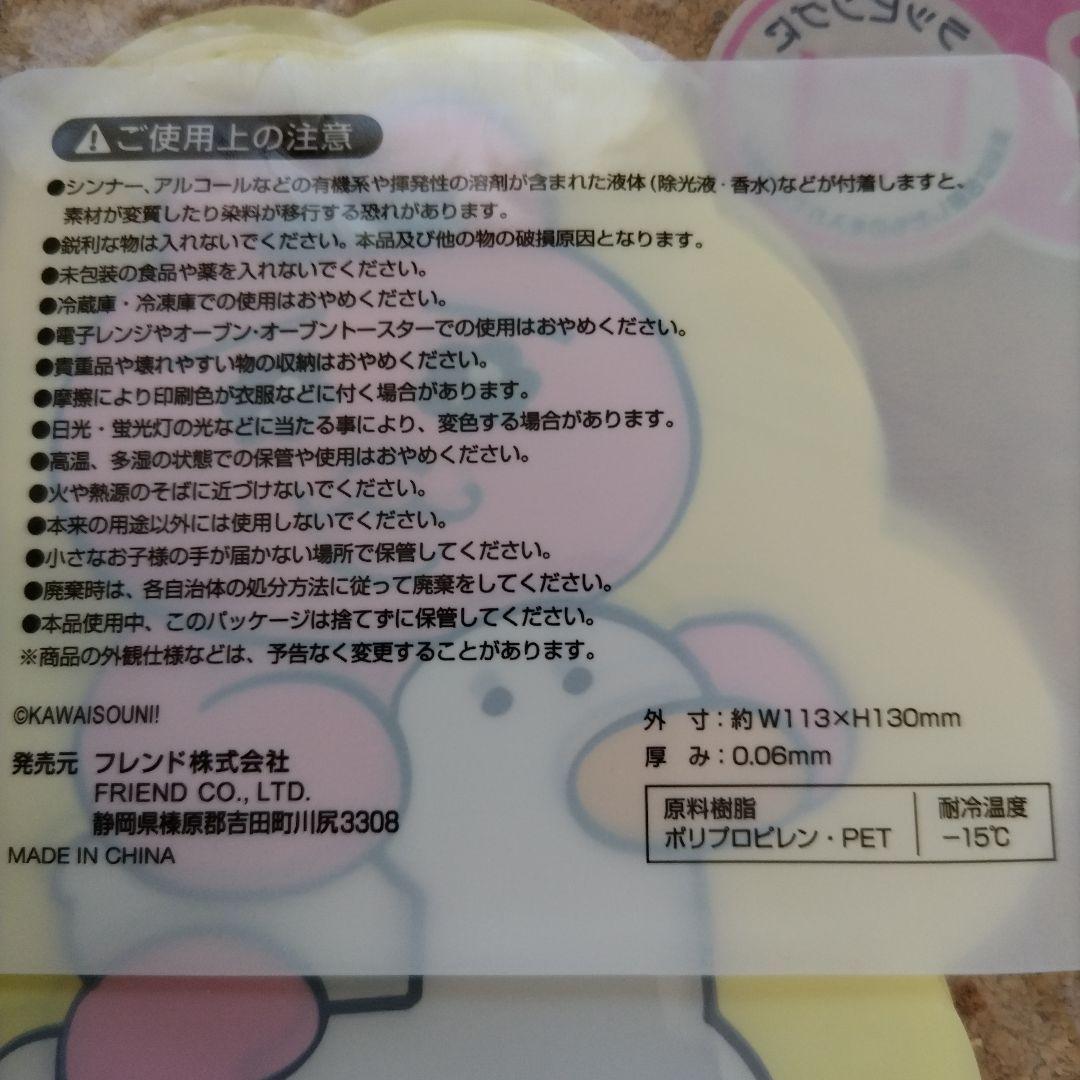 ラッピングに
⚠ご使用上の注意
●シンナー、アルコールなどの有機系や揮発性の溶剤が含まれた液体(除光液・香水)などが付着しますと、
素材が変質したり染料が移行する恐れがあります。
●鋭利な物は入れないでください。本品及び他の物の破損原因となります。
●未包装の食品や薬を入れないでください。
●冷蔵庫・冷凍庫での使用はおやめください。
●電子レンジやオーブン・オーブントースターでの使用はおやめください。
●貴重品や壊れやすい物の収納はおやめください。
●摩擦により印刷色が衣服などに付く場合があります。
●日光・蛍光灯の光などに当たる事により、変色する場合があります。
●高温、多湿の状態での保管や使用はおやめください。
●火や熱源のそばに近づけないでください。
●本来の用途以外には使用しないでください。
●小さなお子様の手が届かない場所で保管してください。
●廃棄時は、各自治体の処分方法に従って廃棄をしてください。
●本品使用中、このパッケージは捨てずに保管してください。
※商品の外観仕様などは、予告なく変更することがあります。
©KAWAISOUNI!
発売元 フレンド株式会社
FRIEND CO., LTD.
静岡県榛原郡吉田町川尻3308
MADE IN CHINA
外 寸：約W113×H130mm
厚 み：0.06mm
原料樹脂 耐冷温度
ポリプロピレン・PET －15℃